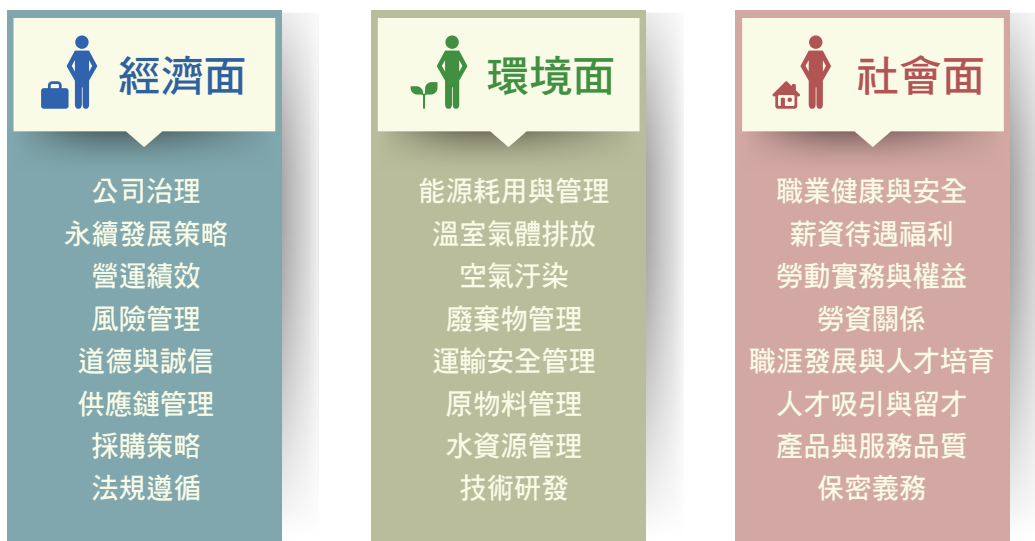 經濟面
公司治理
永續發展策略
營運績效
風險管理
道德與誠信
供應鏈管理
採購策略
法規遵循
環境面
能源耗用與管理
溫室氣體排放
空氣汙染
廢棄物管理
運輸安全管理
原物料管理
水資源管理
技術研發
社會面
職業健康與安全
薪資待遇福利
勞動實務與權益
勞資關係
職涯發展與人才培育
人才吸引與留才
產品與服務品質
保密義務